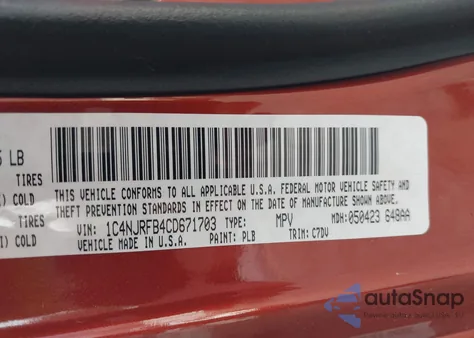 5 LB
TIRES
) COLD
TIRES
) COLD
THIS VEHICLE CONFORMS TO ALL APPLICABLE U.S.A. FEDERAL MOTOR VEHICLE SAFETY AND
THEFT PREVENTION STANDARDS IN EFFECT ON THE DATE OF MANUFACTURE SHOWN ABOVE.
VIN: 1C4NJRFB4CD671703 TYPE: MPV MDH: 050423 648AA
VEHICLE MADE IN U.S.A. PAINT: PLB TRIM: C7DV
autoSnap